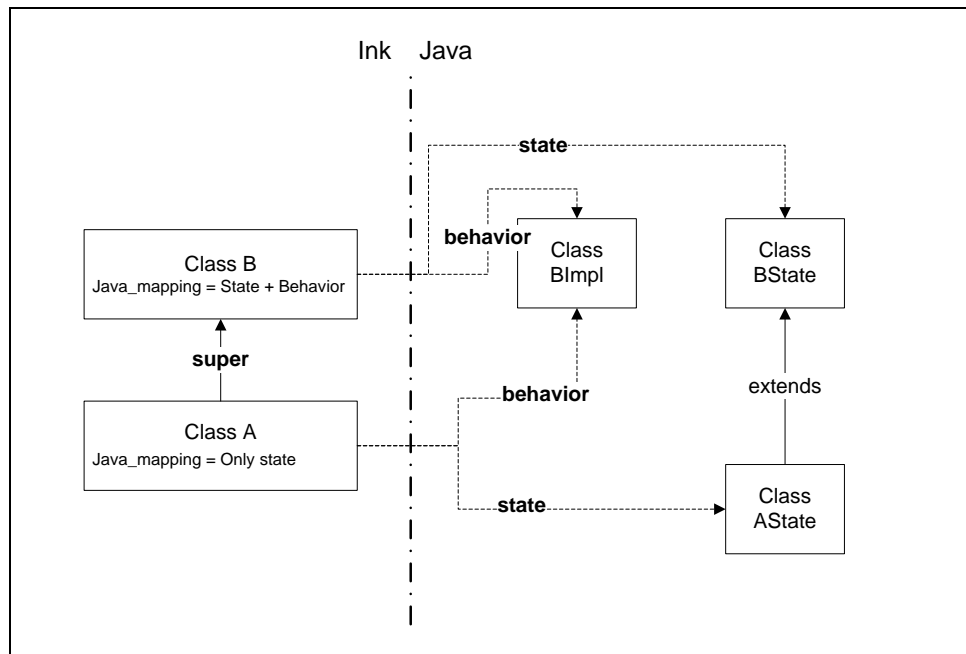 Ink Java
state
behavior
Class
BImpl
Class
BState
Class B
Java_mapping = State + Behavior
super
behavior
extends
Class A
Java_mapping = Only state
state
Class
AState